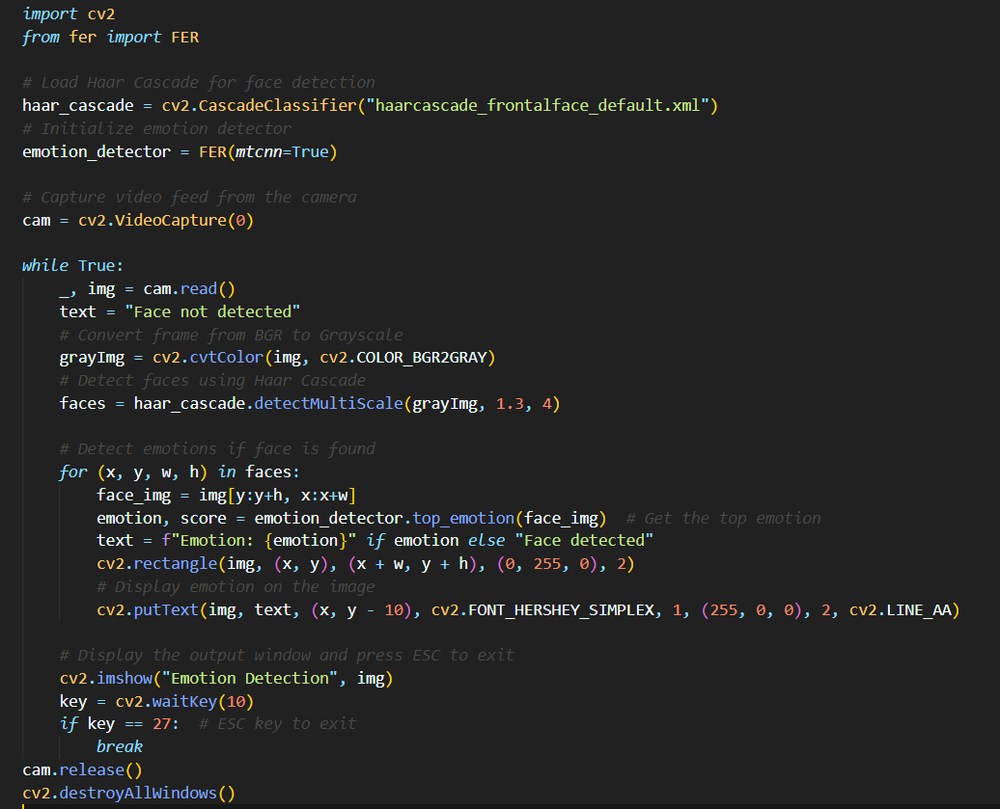 import cv2
from fer import FER
# Load Haar Cascade for face detection
haar_cascade = cv2.CascadeClassifier("haarcascade_frontalface_default.xml")
# Initialize emotion detector
emotion_detector = FER(mtcnn=True)
# Capture video feed from the camera
cam = cv2.VideoCapture(0)
while True:
    _, img = cam.read()
    text = "Face not detected"
    # Convert frame from BGR to Grayscale
    grayImg = cv2.cvtColor(img, cv2.COLOR_BGR2GRAY)
    # Detect faces using Haar Cascade
    faces = haar_cascade.detectMultiScale(grayImg, 1.3, 4)
    # Detect emotions if face is found
    for (x, y, w, h) in faces:
        face_img = img[y:y+h, x:x+w]
        emotion, score = emotion_detector.top_emotion(face_img)  # Get the top emotion
        text = f"Emotion: {emotion}" if emotion else "Face detected"
        cv2.rectangle(img, (x, y), (x + w, y + h), (0, 255, 0), 2)
        # Display emotion on the image
        cv2.putText(img, text, (x, y - 10), cv2.FONT_HERSHEY_SIMPLEX, 1, (255, 0, 0), 2, cv2.LINE_AA)
    # Display the output window and press ESC to exit
    cv2.imshow("Emotion Detection", img)
    key = cv2.waitKey(10)
    if key == 27:  # ESC key to exit
        break
cam.release()
cv2.destroyAllWindows()